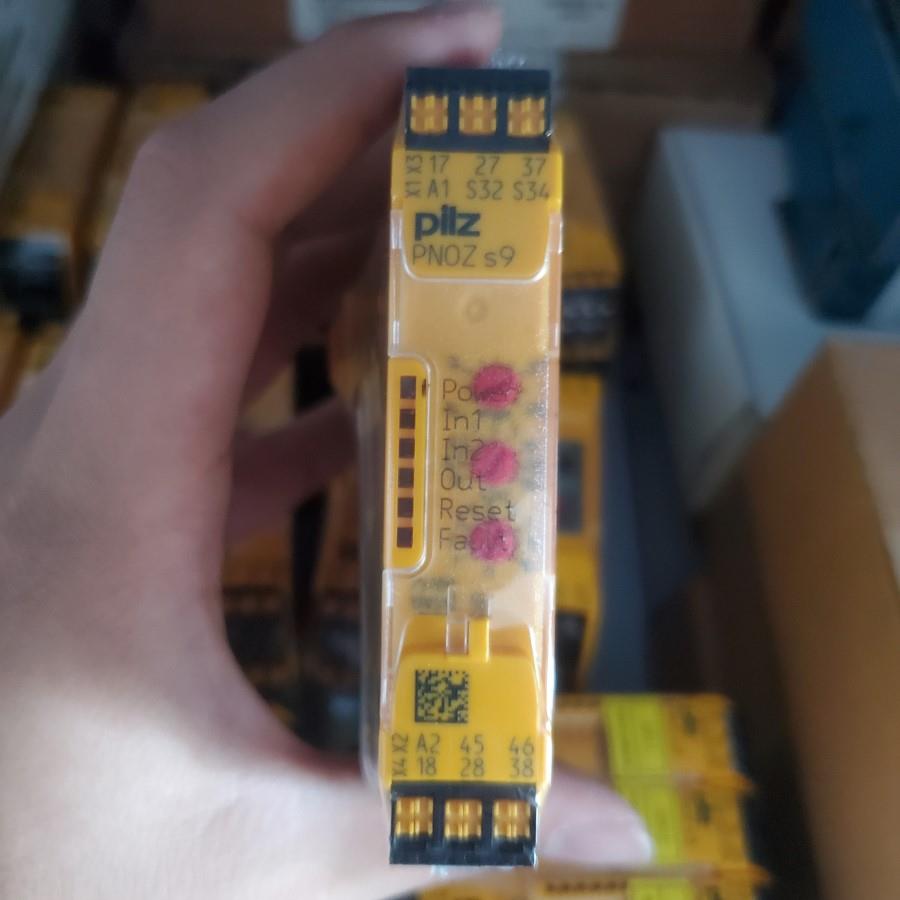 X3 17 27 37
X1 A1 S32 S34
pilz
PNOZ s9
Power
In1
In2
Out
Reset
Fault
X2 A2 45 46
X4 18 28 38